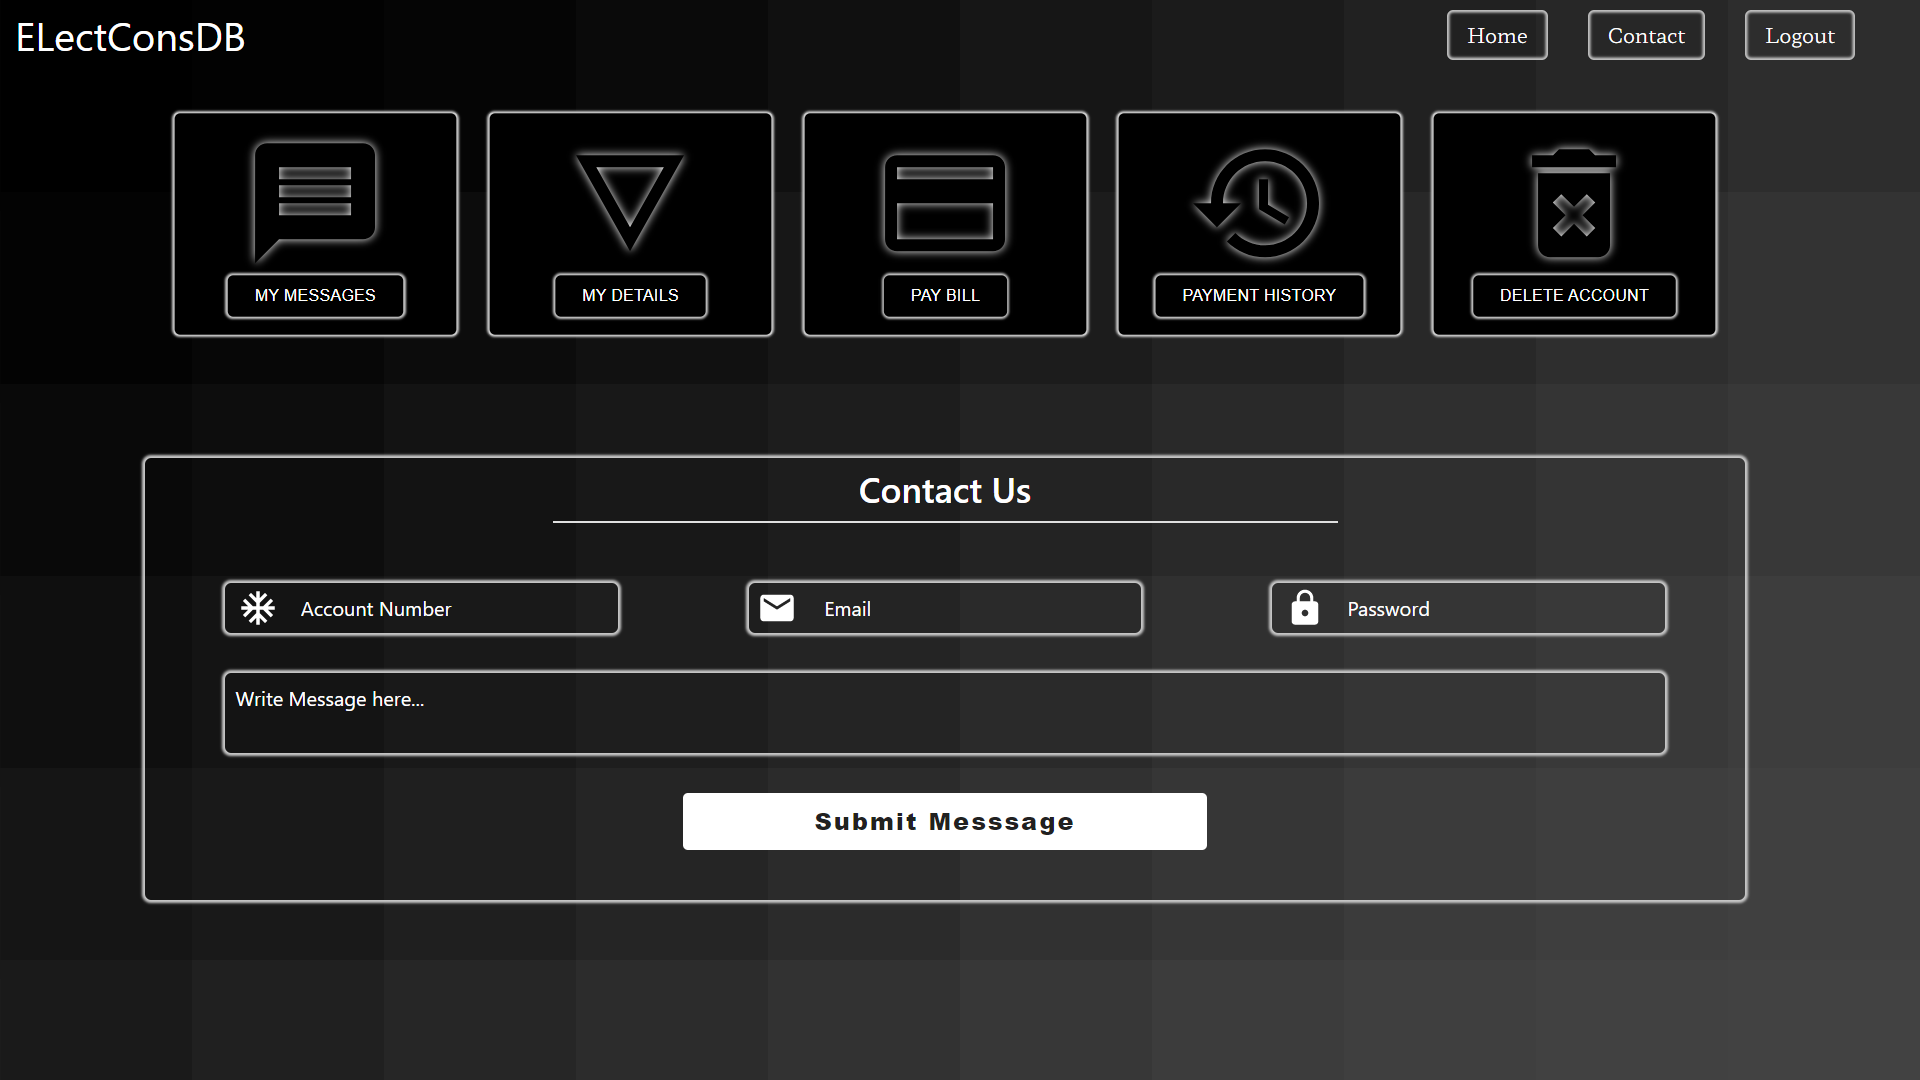 ELectConsDB
Home
Contact
Logout
MY MESSAGES
MY DETAILS
PAY BILL
PAYMENT HISTORY
DELETE ACCOUNT
Contact Us
Account Number
Email
Password
Write Message here...
Submit Messsage